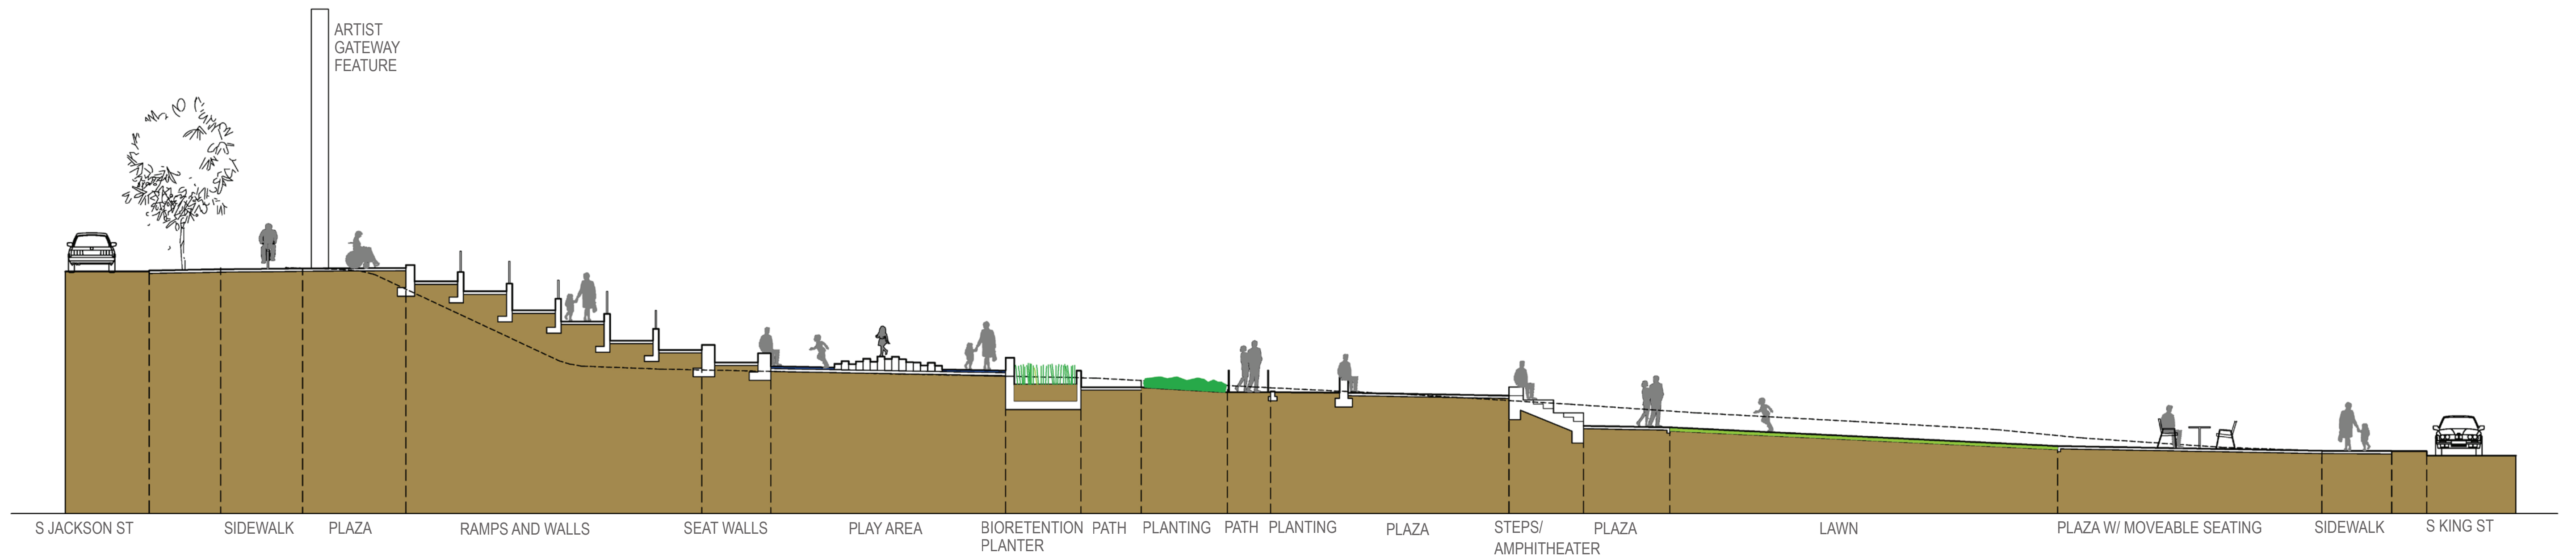 ARTIST
GATEWAY
FEATURE
S JACKSON ST
SIDEWALK
PLAZA
RAMPS AND WALLS
SEAT WALLS
PLAY AREA
BIORETENTION
PLANTER
PATH
PLANTING
PATH
PLANTING
PLAZA
STEPS/
AMPHITHEATER
PLAZA
LAWN
PLAZA W/ MOVEABLE SEATING
SIDEWALK
S KING ST